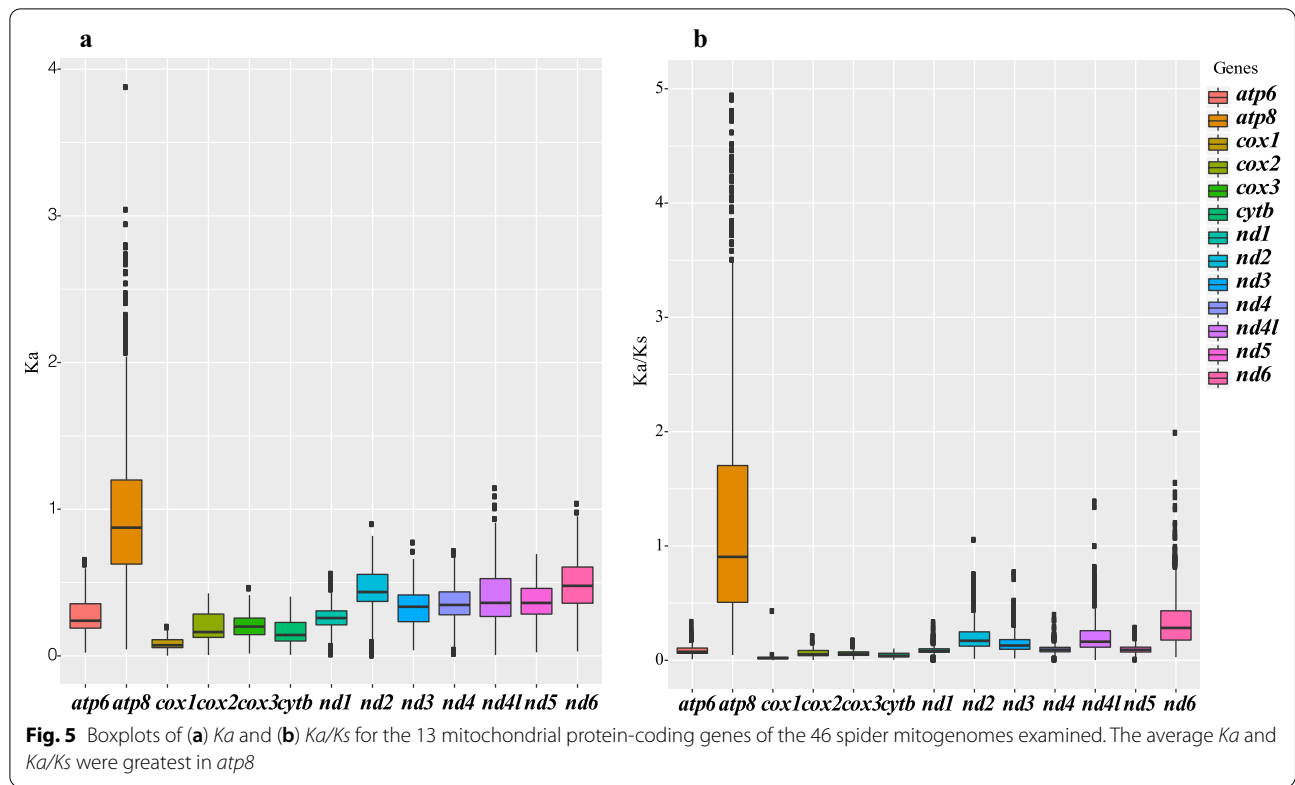 a
b
4
3
2
1
0
Ka
atp6 atp8 cox1 cox2 cox3 cytb nd1 nd2 nd3 nd4 nd4l nd5 nd6
5
4
3
2
1
0
Ka/Ks
atp6 atp8 cox1 cox2 cox3 cytb nd1 nd2 nd3 nd4 nd4l nd5 nd6
Genes
atp6
atp8
cox1
cox2
cox3
cytb
nd1
nd2
nd3
nd4
nd4l
nd5
nd6
Fig. 5 Boxplots of (a) Ka and (b) Ka/Ks for the 13 mitochondrial protein-coding genes of the 46 spider mitogenomes examined. The average Ka and
Ka/Ks were greatest in atp8